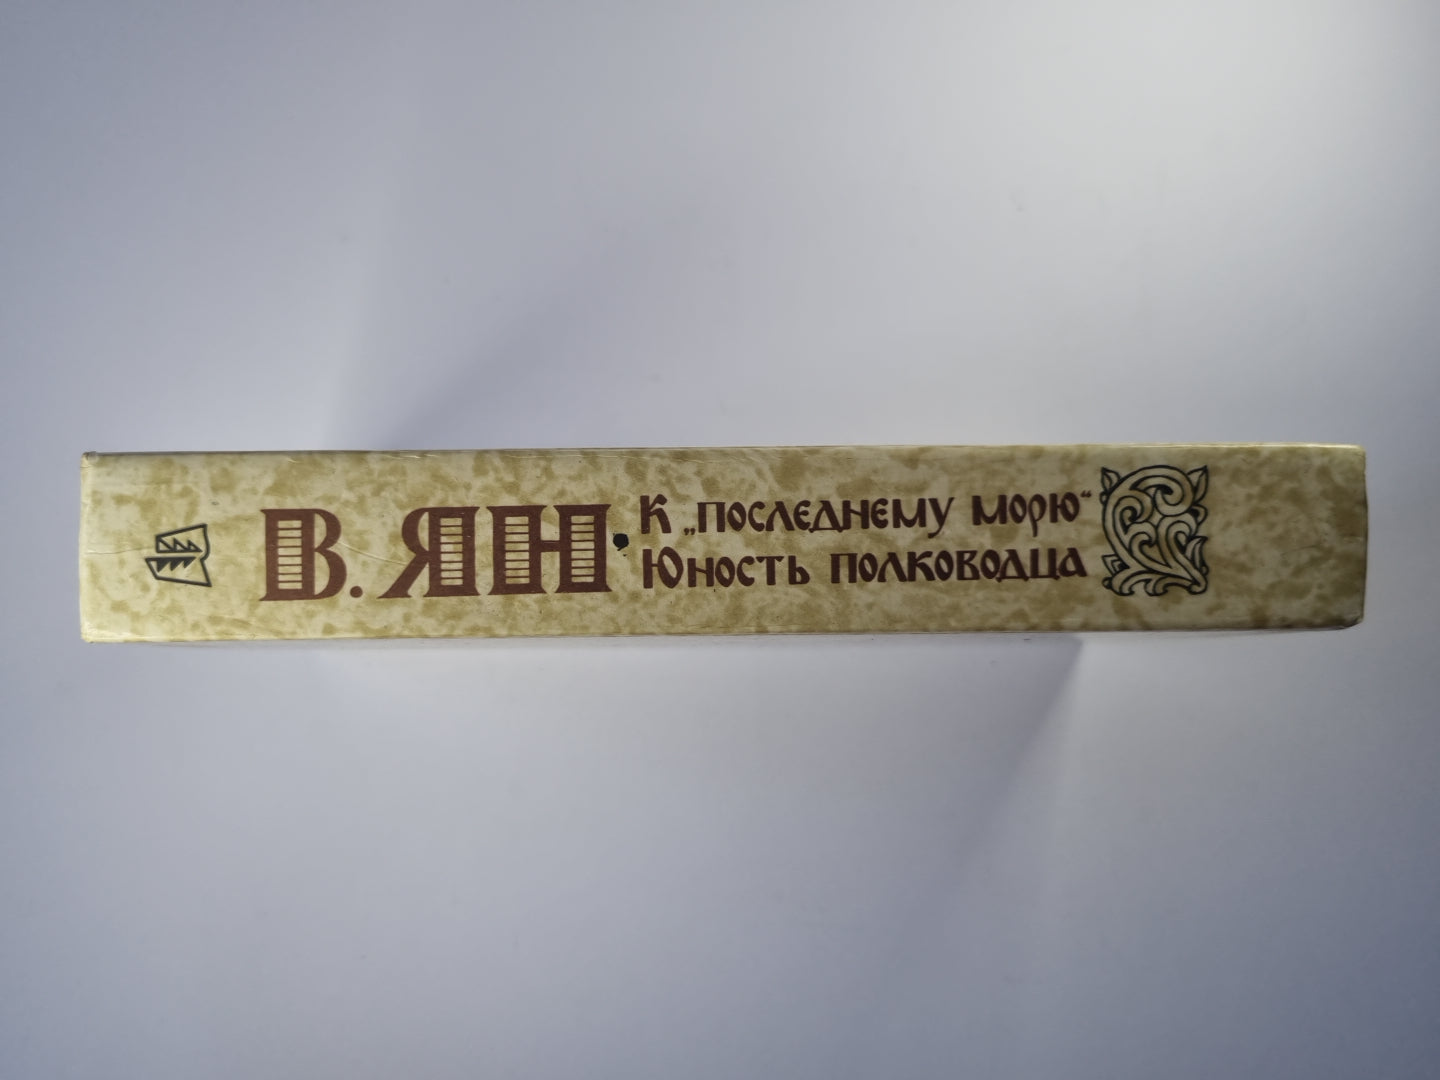 В. ЯН
К „Последнему морю“
Юность полководца